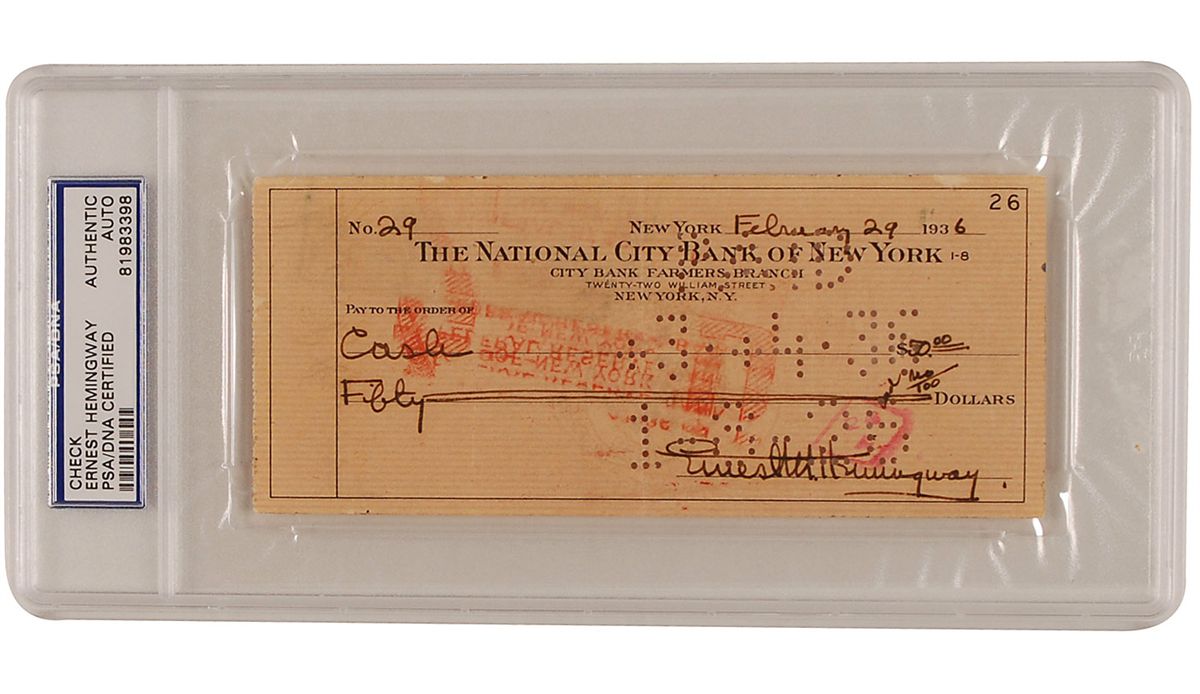 PSA/DNA
CHECK AUTHENTIC
ERNEST HEMINGWAY AUTO
PSA/DNA CERTIFIED 81983398
26
No. 29 NEW YORK February 29 1936
THE NATIONAL CITY BANK OF NEW YORK 1-8
CITY BANK FARMERS BRANCH
TWENTY-TWO WILLIAM STREET
NEW YORK, N.Y.
PAY TO THE ORDER OF
Cash $50.00
Fifty no/100 DOLLARS
Ernest M. Hemingway.